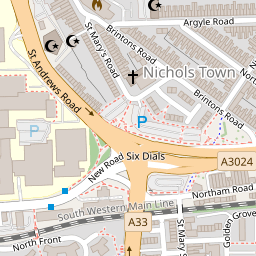 Argyle Road
St Mary's Road
Brintons Road
St Andrews Road
Nichols Town
Brintons Road
P
P
New Road Six Dials
A3024
Northam Road
South Western Main Line
A33
North Front
St Mary S
Golden Grove